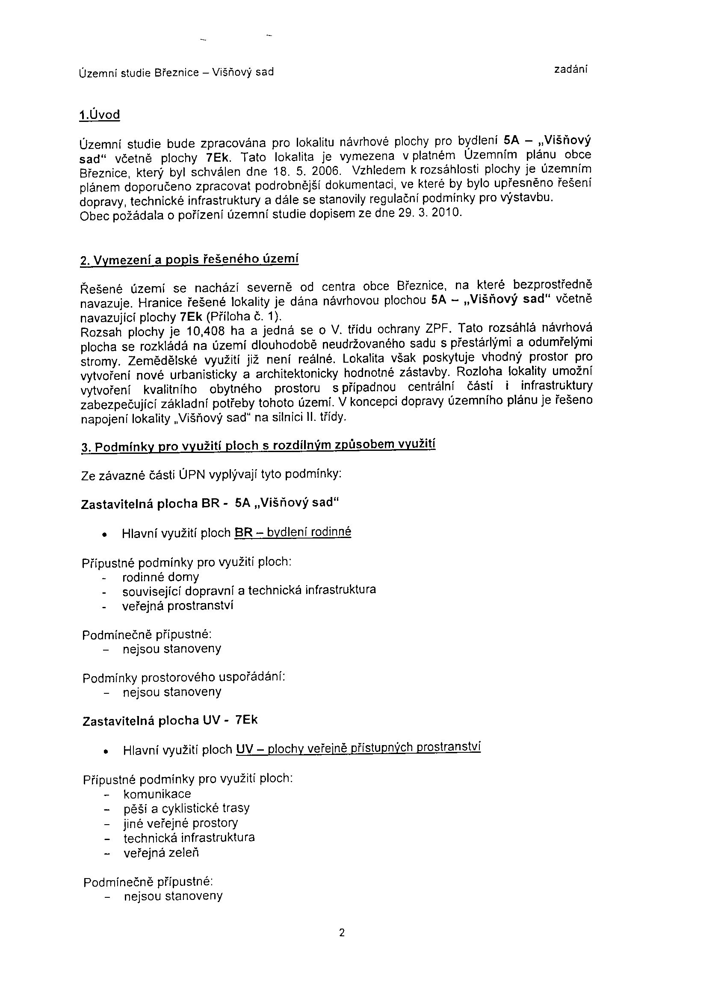 Územní studie Březnice – Višňový sad
zadání
1.Úvod
Územní studie bude zpracována pro lokalitu návrhové plochy pro bydlení 5A – „Višňový
sad“ včetně plochy 7Ek. Tato lokalita je vymezena v platném Územním plánu obce
Březnice, který byl schválen dne 18. 5. 2006. Vzhledem k rozsáhlosti plochy je územním
plánem doporučeno zpracovat podrobnější dokumentaci, ve které by bylo upřesněno řešení
dopravy, technické infrastruktury a dále se stanovily regulační podmínky pro výstavbu.
Obec požádala o pořízení územní studie dopisem ze dne 29. 3. 2010.
2. Vymezení a popis řešeného území
Řešené území se nachází severně od centra obce Březnice, na které bezprostředně
navazuje. Hranice řešené lokality je dána návrhovou plochou 5A – „Višňový sad“ včetně
navazující plochy 7Ek (Příloha č. 1).
Rozsah plochy je 10,408 ha a jedná se o V. třídu ochrany ZPF. Tato rozsáhlá návrhová
plocha se rozkládá na území dlouhodobě neudržovaného sadu s přestárlými a odumřelými
stromy. Zemědělské využití již není reálné. Lokalita však poskytuje vhodný prostor pro
vytvoření nové urbanisticky a architektonicky hodnotné zástavby. Rozloha lokality umožní
vytvoření kvalitního obytného prostoru s případnou centrální částí i infrastruktury
zabezpečující základní potřeby tohoto území. V koncepci dopravy územního plánu je řešeno
napojení lokality „Višňový sad“ na silnici II. třídy.
3. Podmínky pro využití ploch s rozdílným způsobem využití
Ze závazné části ÚPN vyplývají tyto podmínky:
Zastavitelná plocha BR - 5A „Višňový sad“
• Hlavní využití ploch BR – bydlení rodinné
Přípustné podmínky pro využití ploch:
- rodinné domy
- související dopravní a technická infrastruktura
- veřejná prostranství
Podmínečně přípustné:
– nejsou stanoveny
Podmínky prostorového uspořádání:
– nejsou stanoveny
Zastavitelná plocha UV - 7Ek
• Hlavní využití ploch UV – plochy veřejně přístupných prostranství
Přípustné podmínky pro využití ploch:
– komunikace
– pěší a cyklistické trasy
– jiné veřejné prostory
– technická infrastruktura
– veřejná zeleň
Podmínečně přípustné:
– nejsou stanoveny
2